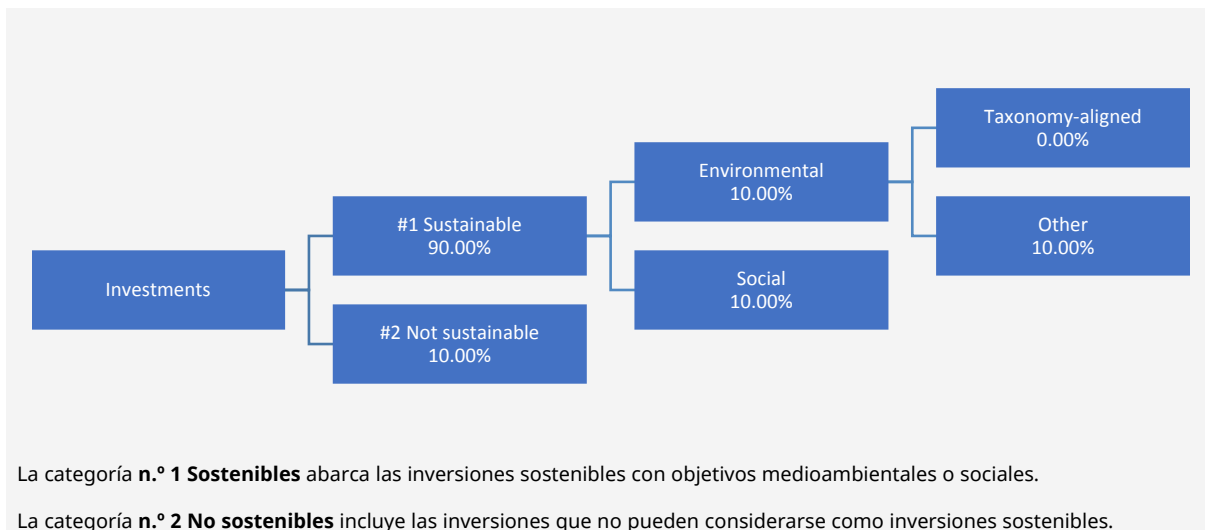 Investments
#1 Sustainable
90.00%
#2 Not sustainable
10.00%
Environmental
10.00%
Social
10.00%
Taxonomy-aligned
0.00%
Other
10.00%
La categoría n.º 1 Sostenibles abarca las inversiones sostenibles con objetivos medioambientales o sociales.
La categoría n.º 2 No sostenibles incluye las inversiones que no pueden considerarse como inversiones sostenibles.